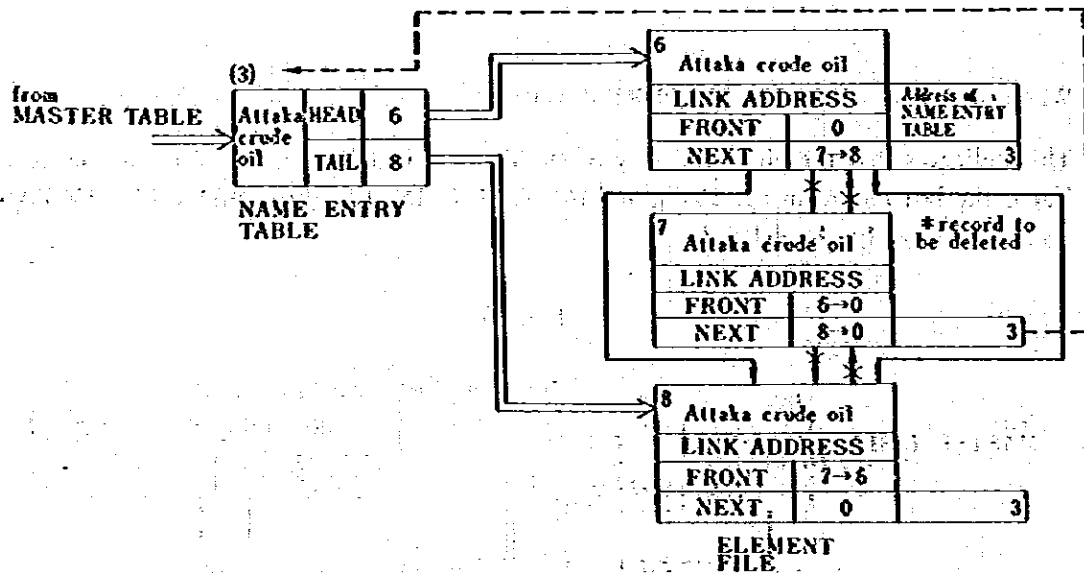 from
MASTER TABLE
(3)
Attaka
crude
oil
HEAD 6
TAIL 8
NAME ENTRY
TABLE
6
Attaka crude oil
LINK ADDRESS
Address of
NAME ENTRY
TABLE
FRONT 0
NEXT 7→8 3
7
Attaka crude oil
*record to
be deleted
LINK ADDRESS
FRONT 6→0
NEXT 8→0 3
8
Attaka crude oil
LINK ADDRESS
FRONT 7→6
NEXT 0 3
ELEMENT
FILE